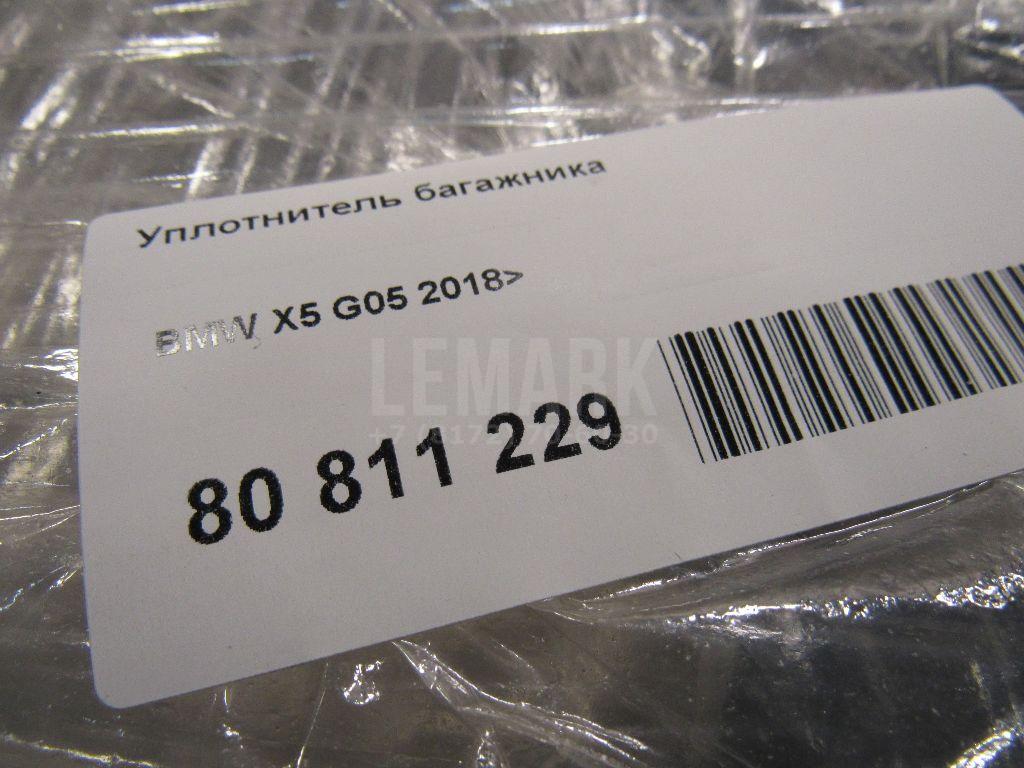 Уплотнитель багажника
BMW X5 G05 2018>
LEMARK
80 811 229